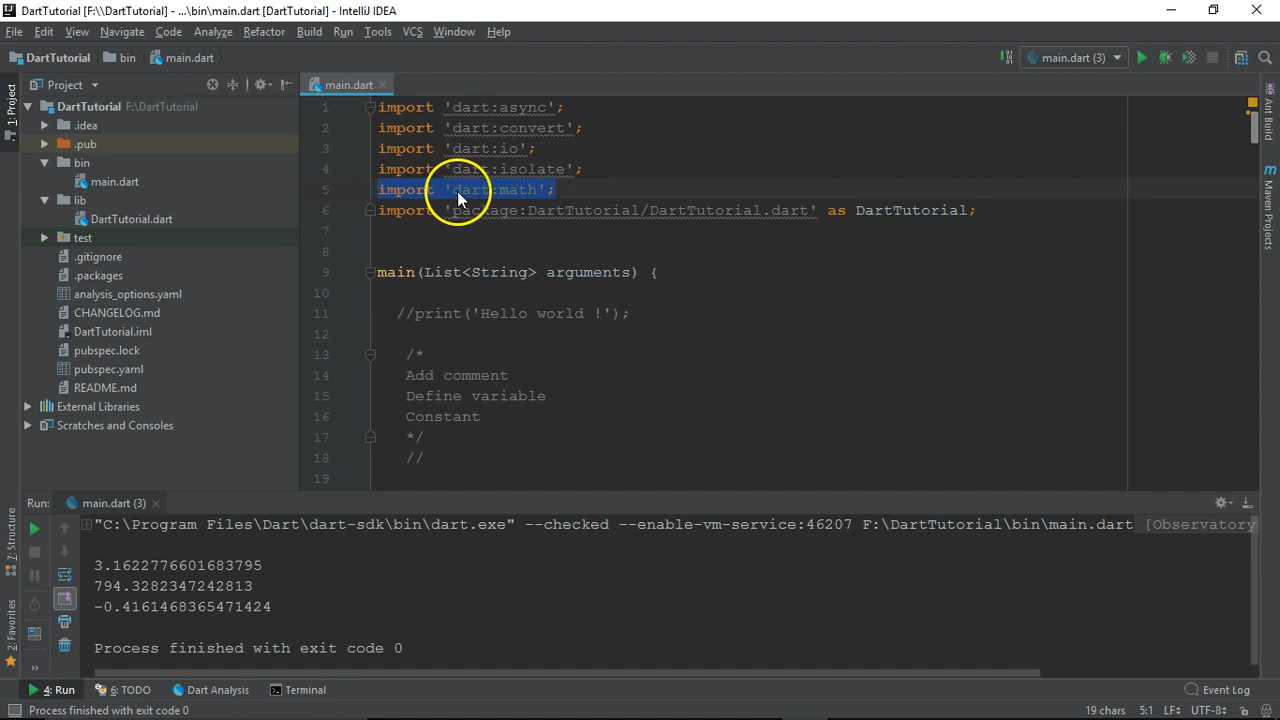 DartTutorial [F:\\DartTutorial] - ...\bin\main.dart [DartTutorial] - IntelliJ IDEA
File Edit View Navigate Code Analyze Refactor Build Run Tools VCS Window Help
DartTutorial bin main.dart main.dart (3)
Project main.dart
1: Project
DartTutorial F:\DartTutorial
.idea
.pub
bin
main.dart
lib
DartTutorial.dart
test
.gitignore
.packages
analysis_options.yaml
CHANGELOG.md
DartTutorial.iml
pubspec.lock
pubspec.yaml
README.md
External Libraries
Scratches and Consoles
1 import 'dart:async';
2 import 'dart:convert';
3 import 'dart:io';
4 import 'dart:isolate';
5 import 'dart:math';
6 import 'package:DartTutorial/DartTutorial.dart' as DartTutorial;
7
8
9 main(List<String> arguments) {
10
11 //print('Hello world !');
12
13 /*
14 Add comment
15 Define variable
16 Constant
17 */
18 //
19
Ant Build
m Maven Projects
7: Structure
2: Favorites
Run: main.dart (3)
"C:\Program Files\Dart\dart-sdk\bin\dart.exe" --checked --enable-vm-service:46207 F:\DartTutorial\bin\main.dart [Observatory
3.1622776601683795
794.3282347242813
-0.4161468365471424
Process finished with exit code 0
4: Run 6: TODO Dart Analysis Terminal Event Log
Process finished with exit code 0 19 chars 5:1 LF UTF-8